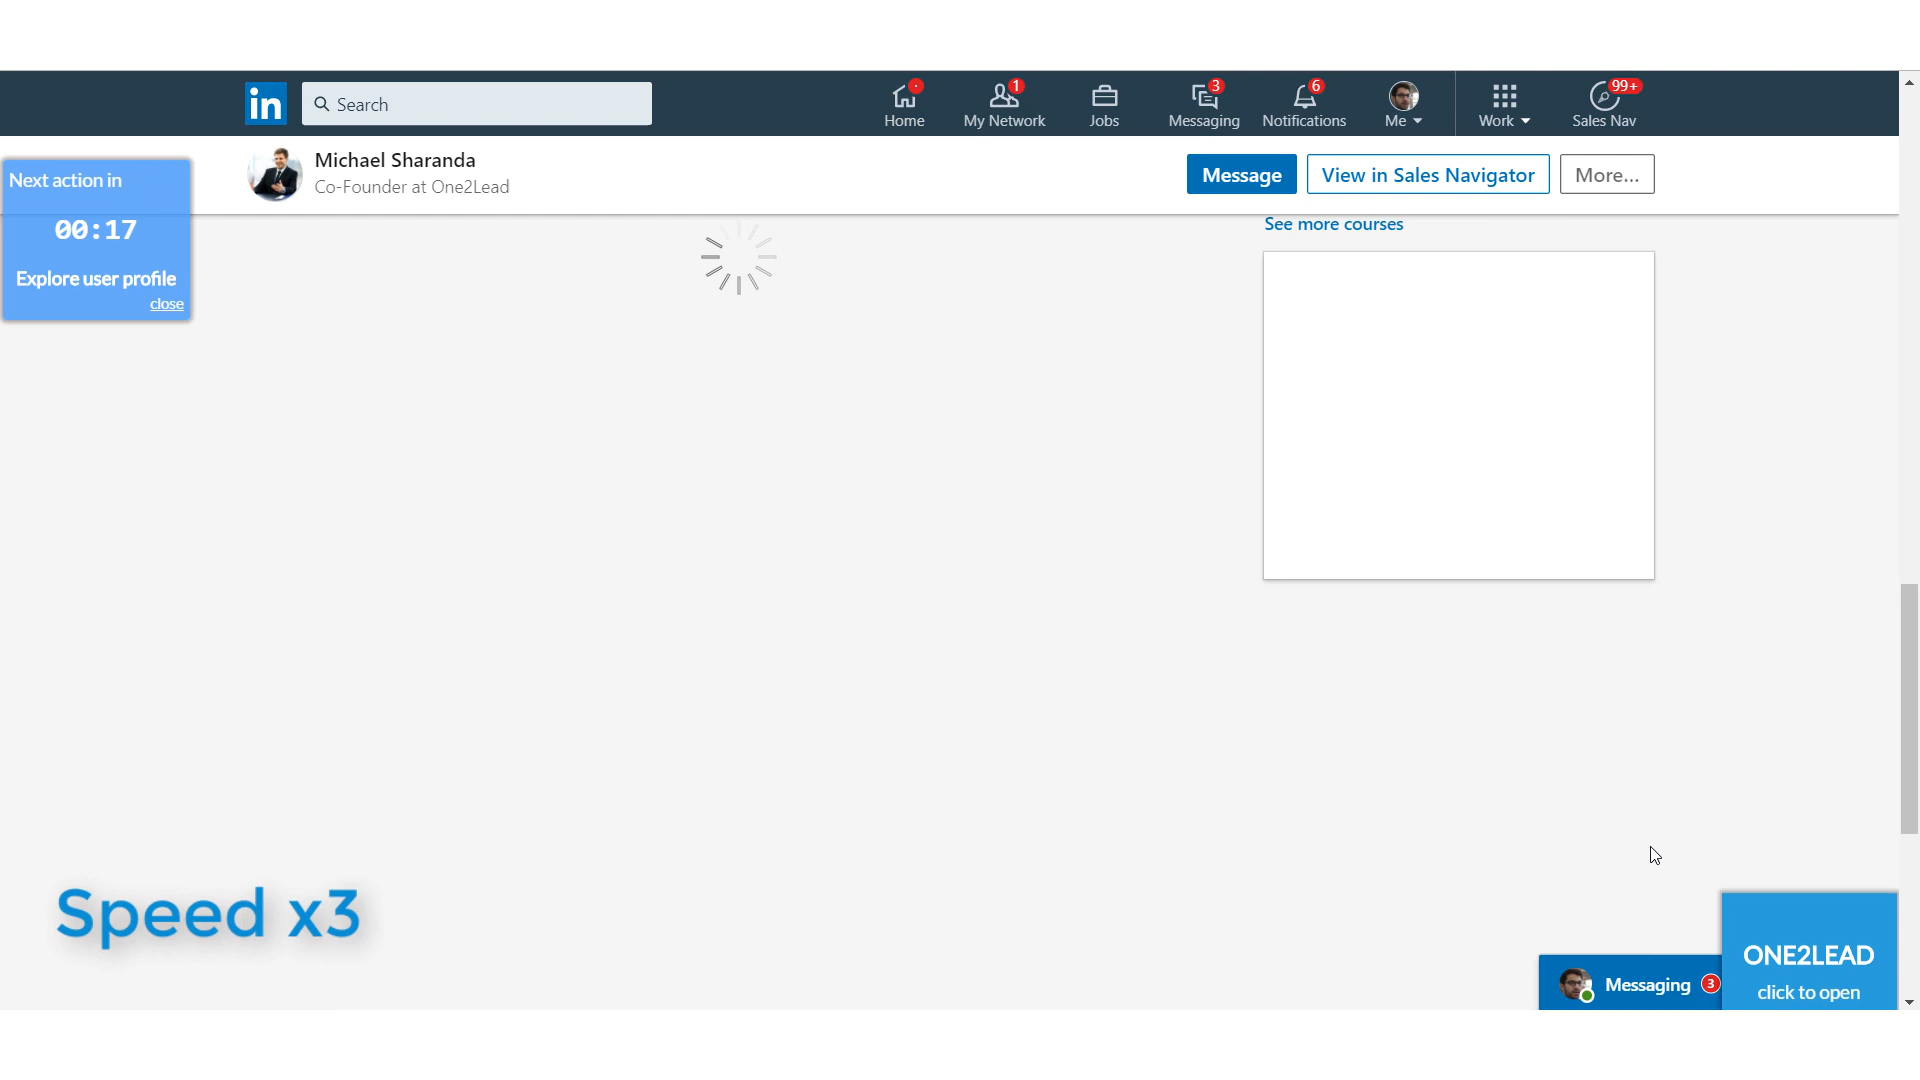 in
Search
Home
1
My Network
Jobs
3
Messaging
6
Notifications
Me
Work
99+
Sales Nav
Michael Sharanda
Co-Founder at One2Lead
Message
View in Sales Navigator
More...
Next action in
00:17
Explore user profile
close
See more courses
Speed x3
Messaging
3
ONE2LEAD
click to open